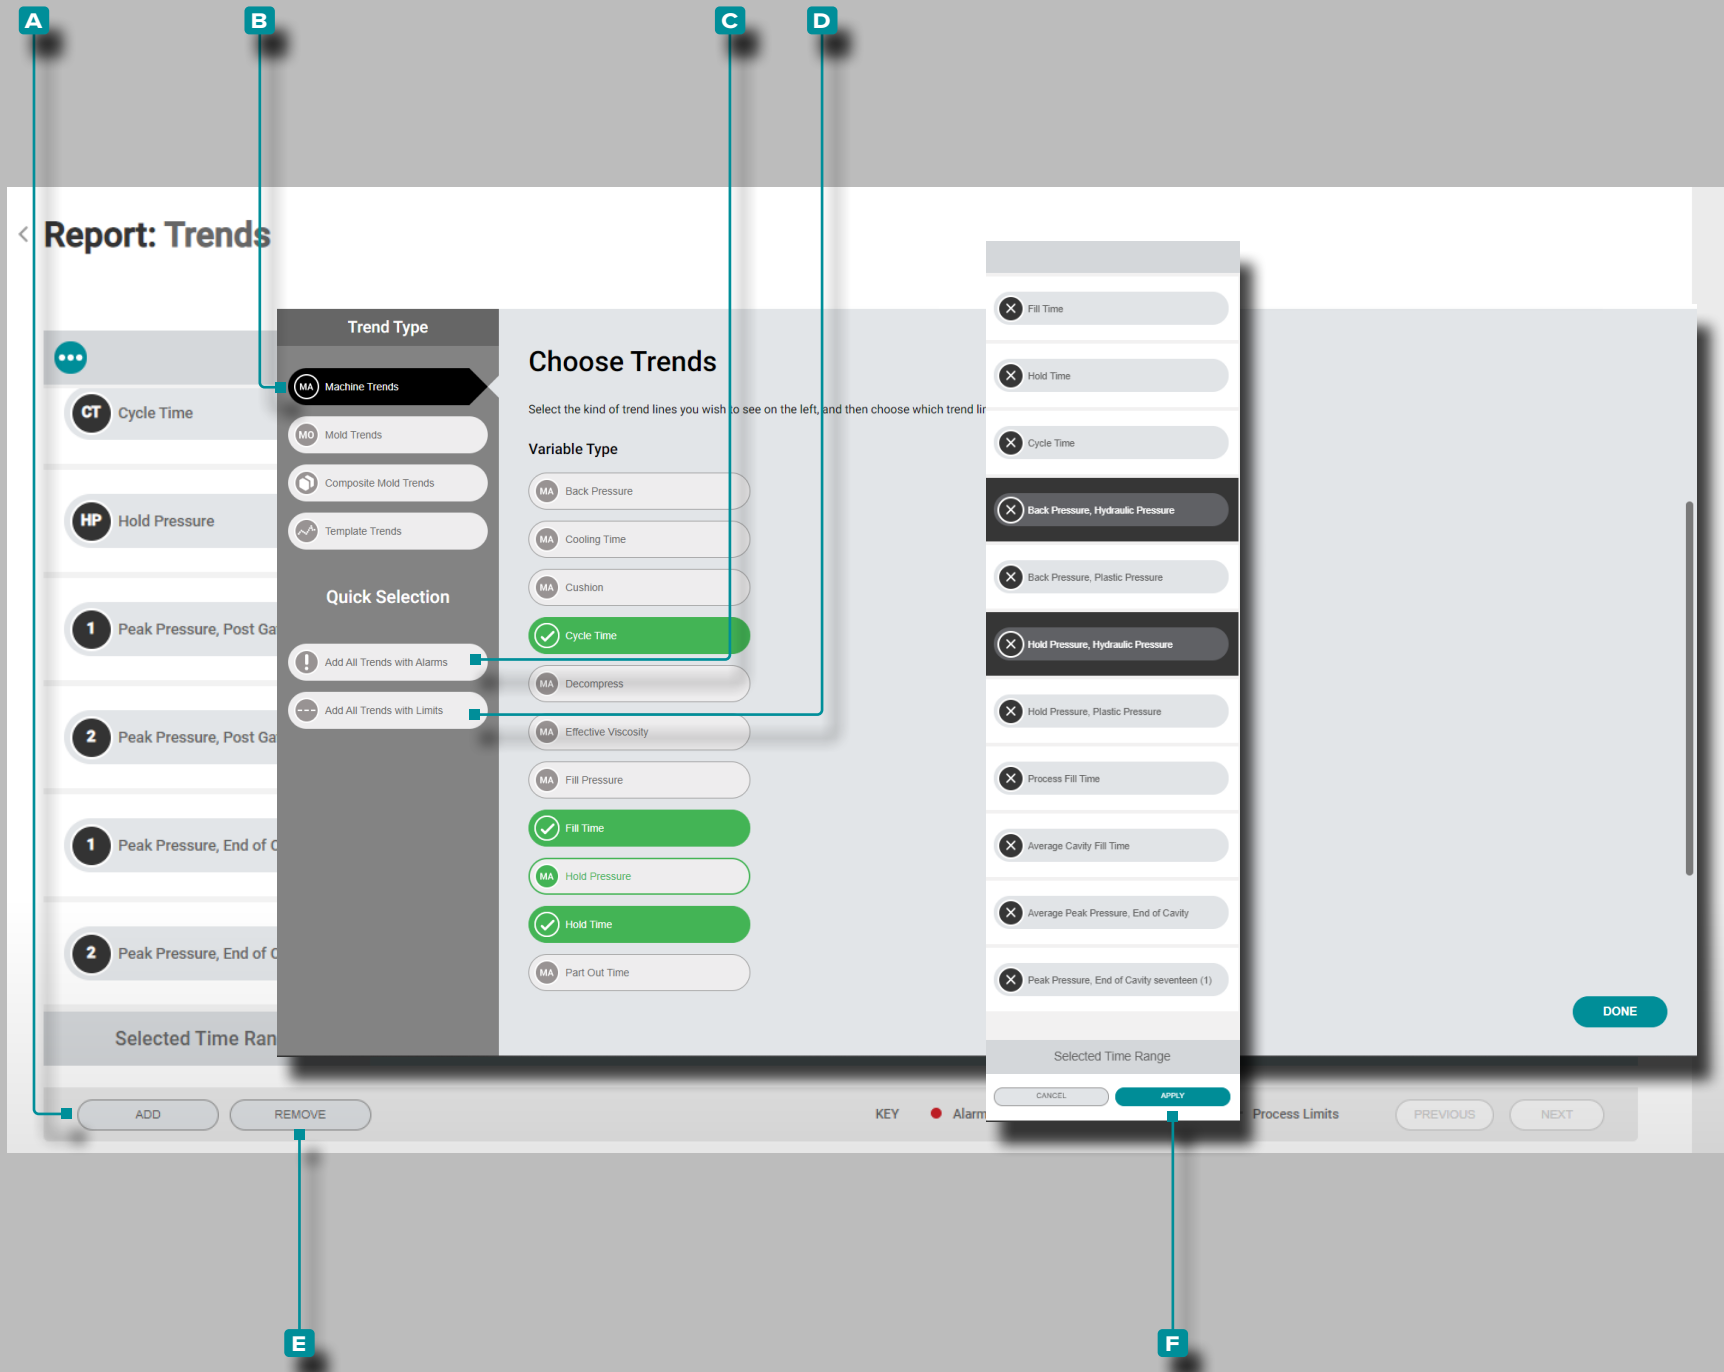 A
B
C
D
Report: Trends
CT Cycle Time
HP Hold Pressure
1 Peak Pressure, Post Ga
2 Peak Pressure, Post Ga
1 Peak Pressure, End of C
2 Peak Pressure, End of C
Selected Time Ran
ADD
REMOVE
Trend Type
MA Machine Trends
MO Mold Trends
Composite Mold Trends
Template Trends
Quick Selection
! Add All Trends with Alarms
Add All Trends with Limits
Choose Trends
Select the kind of trend lines you wish to see on the left, and then choose which trend lin
Variable Type
MA Back Pressure
MA Cooling Time
MA Cushion
Cycle Time
MA Decompress
MA Effective Viscosity
MA Fill Pressure
Fill Time
MA Hold Pressure
Hold Time
MA Part Out Time
Fill Time
Hold Time
Cycle Time
Back Pressure, Hydraulic Pressure
Back Pressure, Plastic Pressure
Hold Pressure, Hydraulic Pressure
Hold Pressure, Plastic Pressure
Process Fill Time
Average Cavity Fill Time
Average Peak Pressure, End of Cavity
Peak Pressure, End of Cavity seventeen (1)
Selected Time Range
CANCEL
APPLY
DONE
KEY
Alarm
Process Limits
PREVIOUS
NEXT
E
F